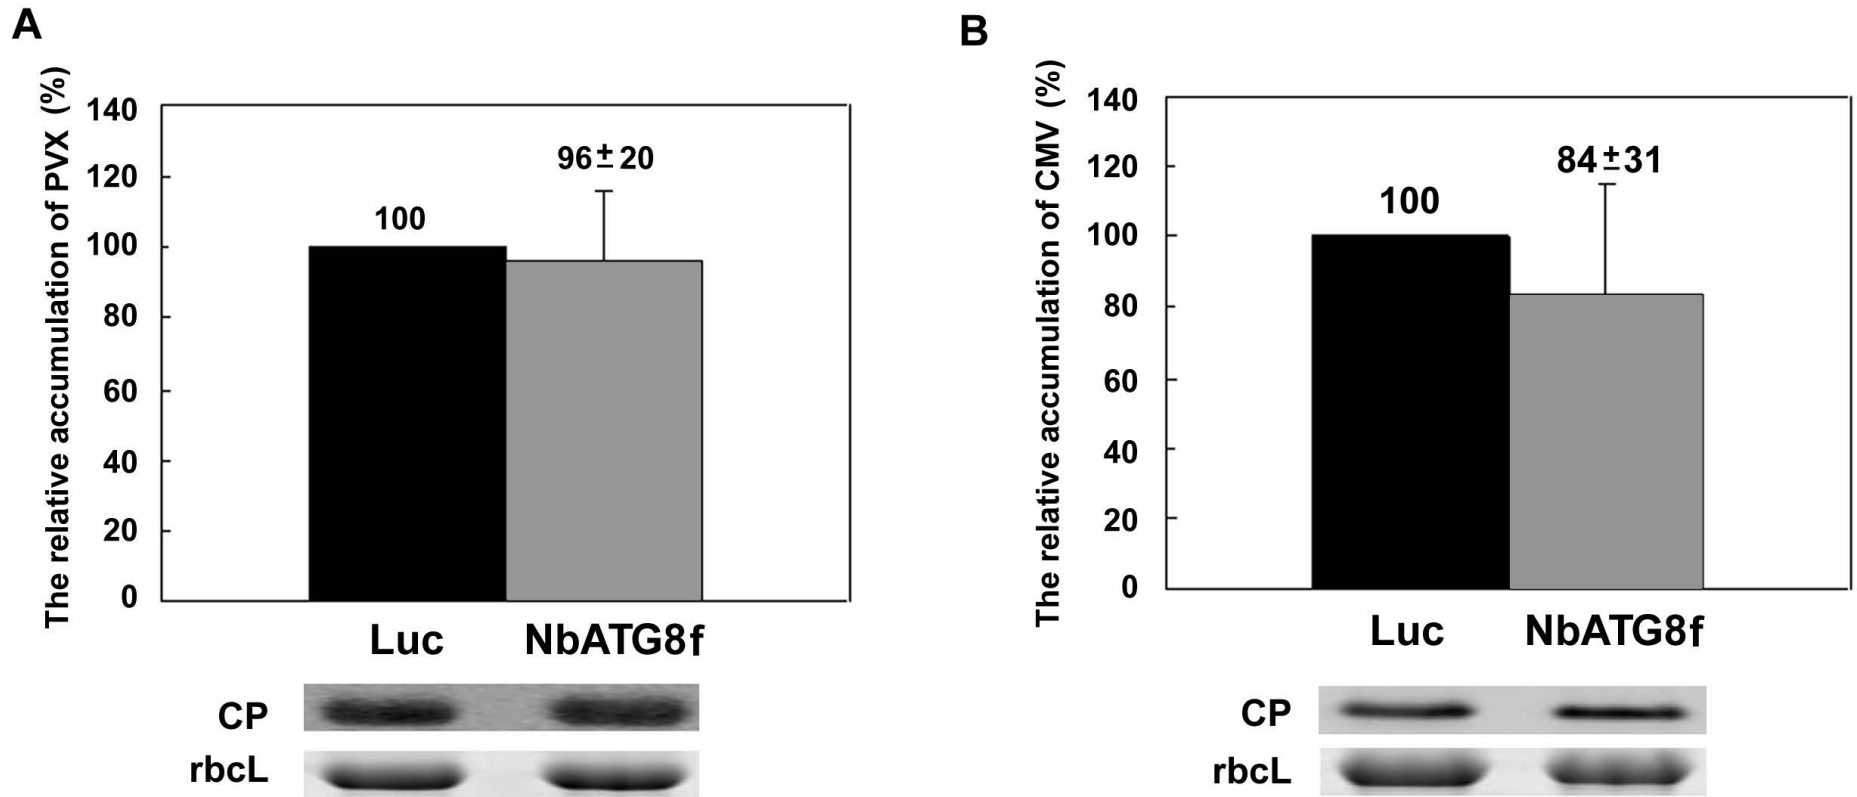 A
The relative accumulation of PVX (%)
140
120
100
80
60
40
20
0
100
96±20
Luc NbATG8f
CP
rbcL
B
The relative accumulation of CMV (%)
140
120
100
80
60
40
20
0
100
84±31
Luc NbATG8f
CP
rbcL